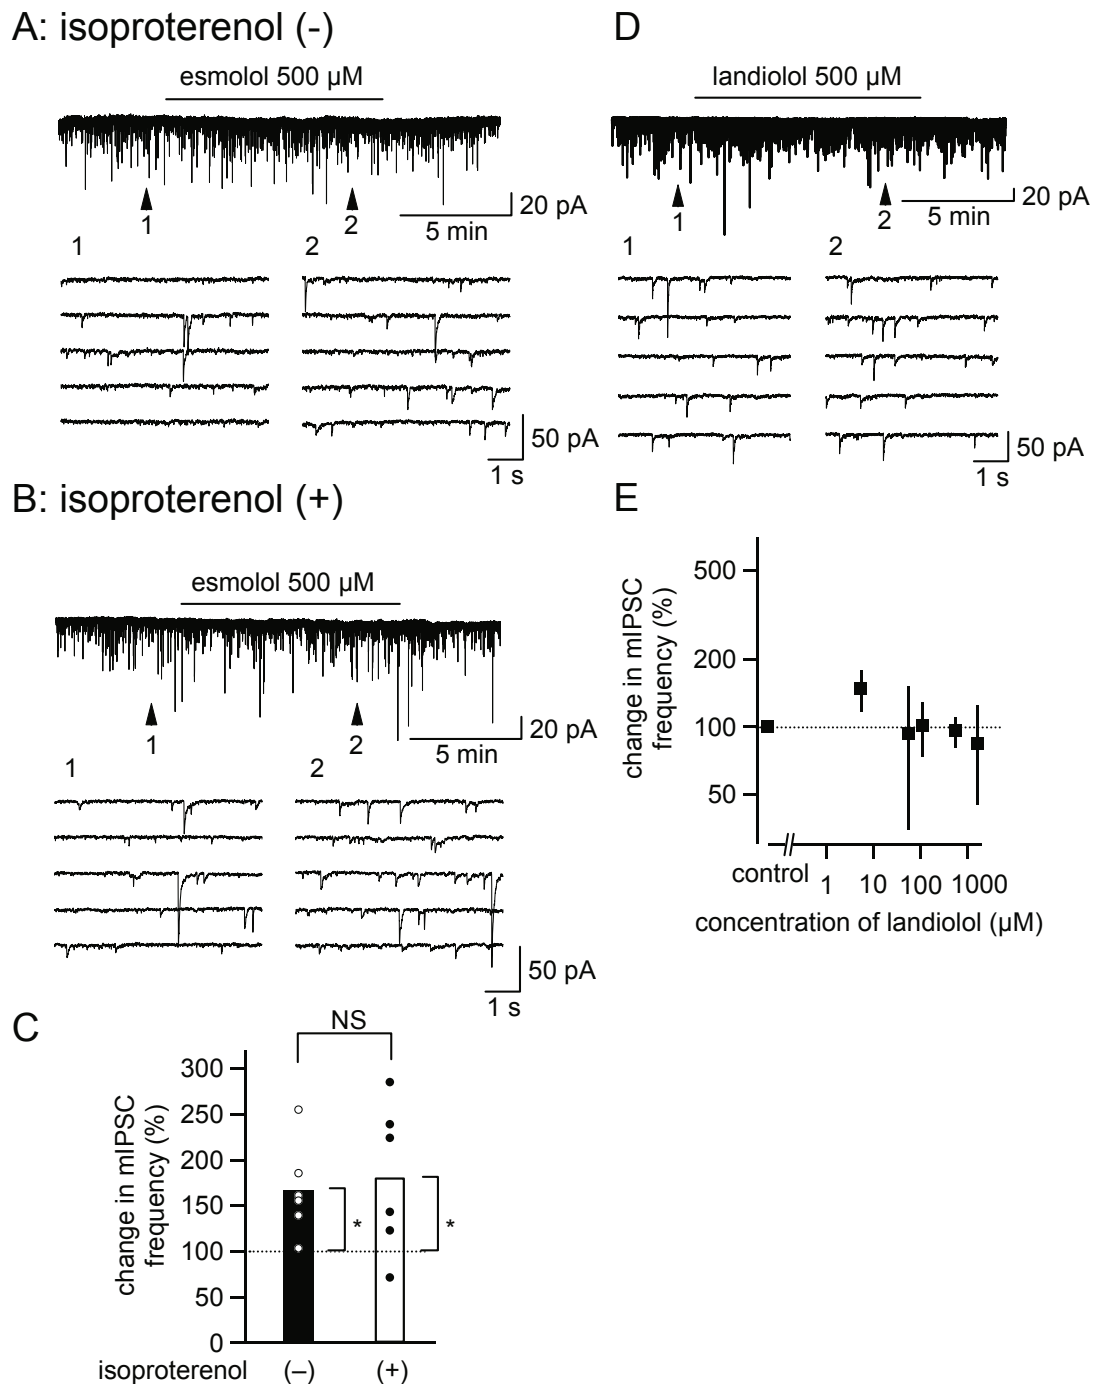 A: isoproterenol (-)
esmolol 500 µM
20 pA
5 min
1
2
1
2
50 pA
1 s
B: isoproterenol (+)
esmolol 500 µM
20 pA
5 min
1
2
1
2
50 pA
1 s
C
NS
change in mIPSC
frequency (%)
300
250
200
150
100
50
0
*
*
isoproterenol (–) (+)
D
landiolol 500 µM
20 pA
5 min
1
2
1
2
50 pA
1 s
E
change in mIPSC
frequency (%)
500
200
100
50
control 1 10 100 1000
concentration of landiolol (µM)